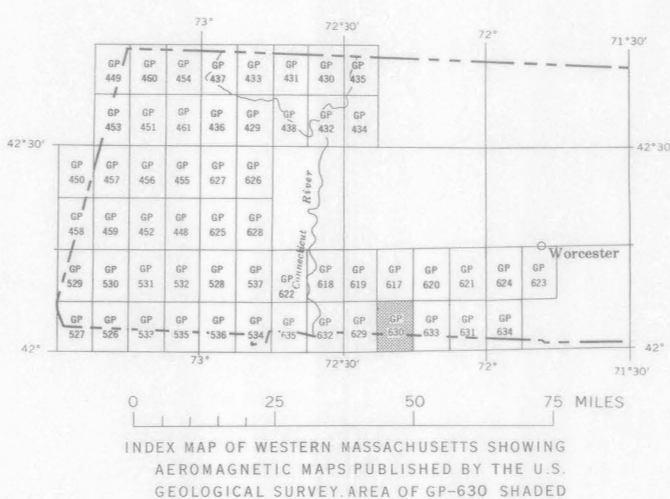 73° 72°30' 72° 71°30'
GP GP GP GP GP GP GP GP
449 460 454 437 433 431 430 435
GP GP GP GP GP GP GP GP
453 451 461 436 429 438 432 434
42°30' 42°30'
GP GP GP GP GP GP
450 457 456 455 627 626
GP GP GP GP GP GP
458 459 452 448 625 628
Connecticut River
Worcester
GP GP GP GP GP GP GP GP GP GP GP GP GP GP
529 530 531 532 528 537 622 618 619 617 620 621 624 623
GP GP GP GP GP GP GP GP GP GP GP GP GP
527 526 533 535 536 534 635 632 629 630 633 631 634
42° 42°
73° 72°30' 72° 71°30'
0 25 50 75 MILES
INDEX MAP OF WESTERN MASSACHUSETTS SHOWING
AEROMAGNETIC MAPS PUBLISHED BY THE U.S.
GEOLOGICAL SURVEY. AREA OF GP-630 SHADED